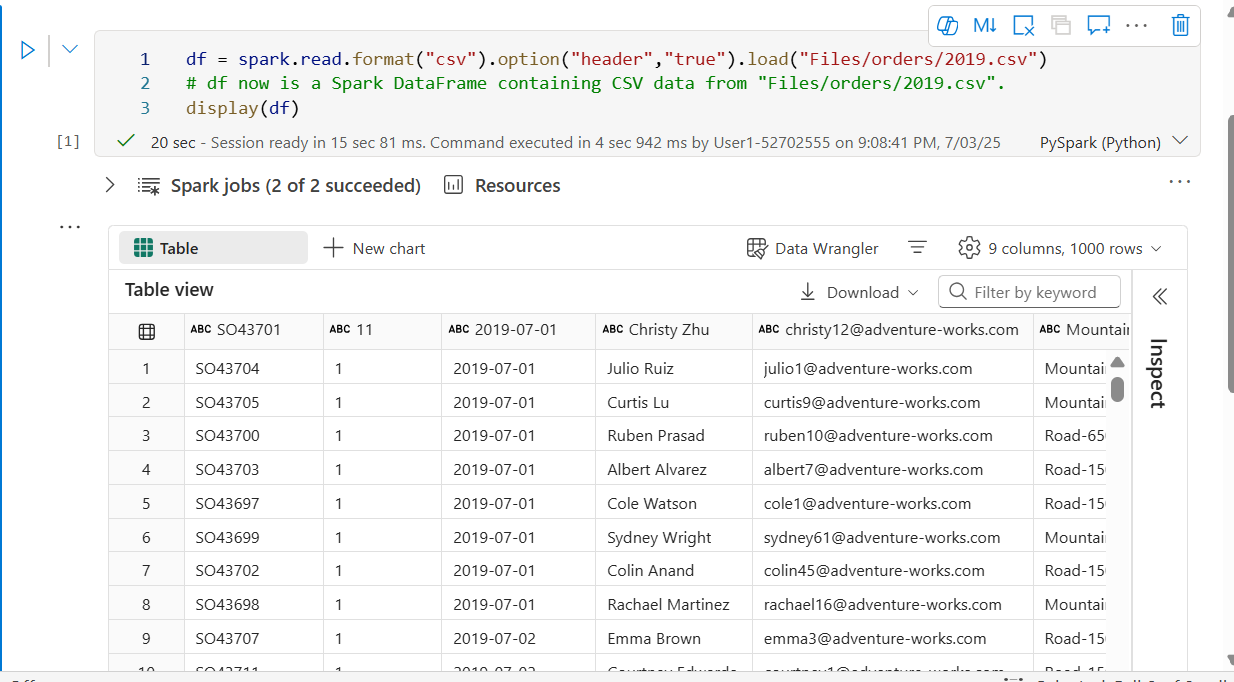 M↓
1 df = spark.read.format("csv").option("header","true").load("Files/orders/2019.csv")
2 # df now is a Spark DataFrame containing CSV data from "Files/orders/2019.csv".
3 display(df)
[1] 20 sec - Session ready in 15 sec 81 ms. Command executed in 4 sec 942 ms by User1-52702555 on 9:08:41 PM, 7/03/25 PySpark (Python)
Spark jobs (2 of 2 succeeded) Resources
Table New chart Data Wrangler 9 columns, 1000 rows
Table view Download Filter by keyword
ABC SO43701 ABC 11 ABC 2019-07-01 ABC Christy Zhu ABC christy12@adventure-works.com ABC Mountain
Inspect
1 SO43704 1 2019-07-01 Julio Ruiz julio1@adventure-works.com Mountai
2 SO43705 1 2019-07-01 Curtis Lu curtis9@adventure-works.com Mountai
3 SO43700 1 2019-07-01 Ruben Prasad ruben10@adventure-works.com Road-65
4 SO43703 1 2019-07-01 Albert Alvarez albert7@adventure-works.com Road-15
5 SO43697 1 2019-07-01 Cole Watson cole1@adventure-works.com Road-15
6 SO43699 1 2019-07-01 Sydney Wright sydney61@adventure-works.com Mountai
7 SO43702 1 2019-07-01 Colin Anand colin45@adventure-works.com Road-15
8 SO43698 1 2019-07-01 Rachael Martinez rachael16@adventure-works.com Mountai
9 SO43707 1 2019-07-02 Emma Brown emma3@adventure-works.com Road-15